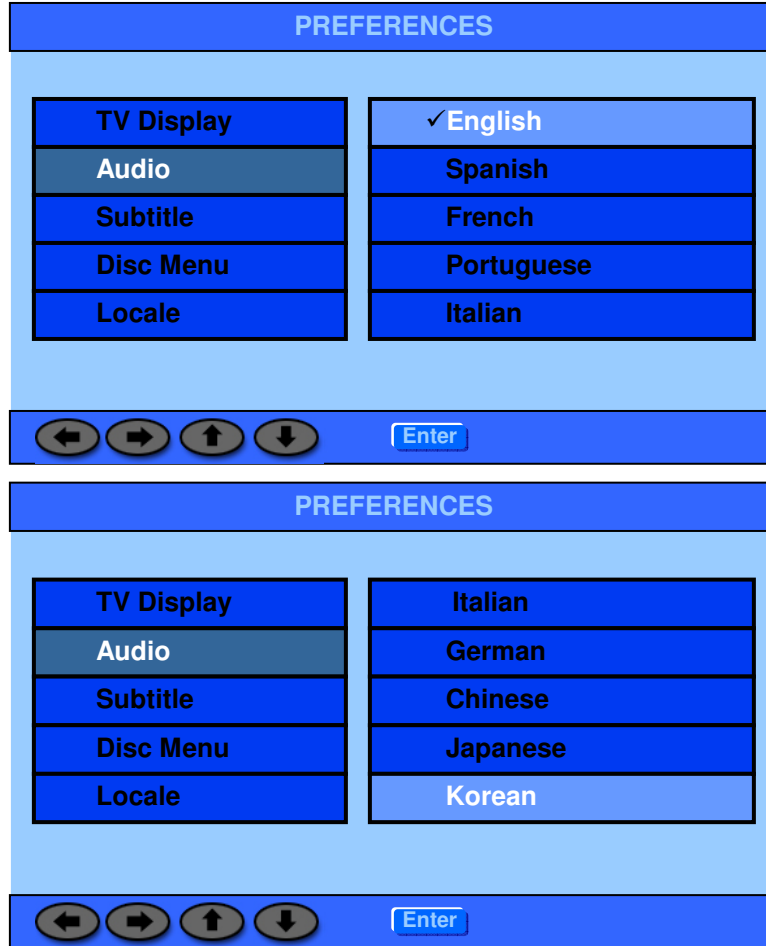 PREFERENCES
TV Display ✓English
Audio Spanish
Subtitle French
Disc Menu Portuguese
Locale Italian
Enter
PREFERENCES
TV Display Italian
Audio German
Subtitle Chinese
Disc Menu Japanese
Locale Korean
Enter